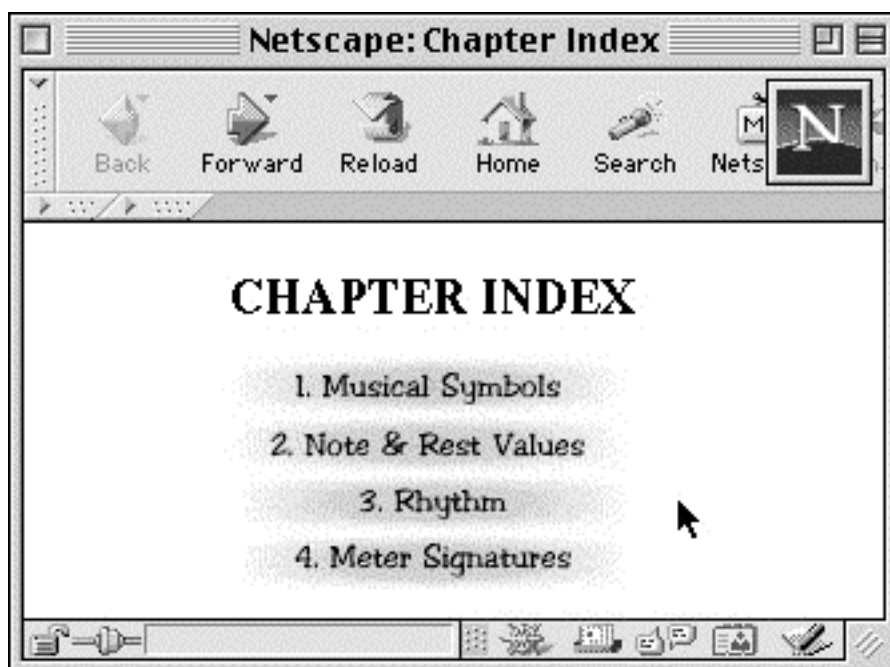 Netscape: Chapter Index
Back Forward Reload Home Search Nets
N
CHAPTER INDEX
1. Musical Symbols
2. Note & Rest Values
3. Rhythm
4. Meter Signatures